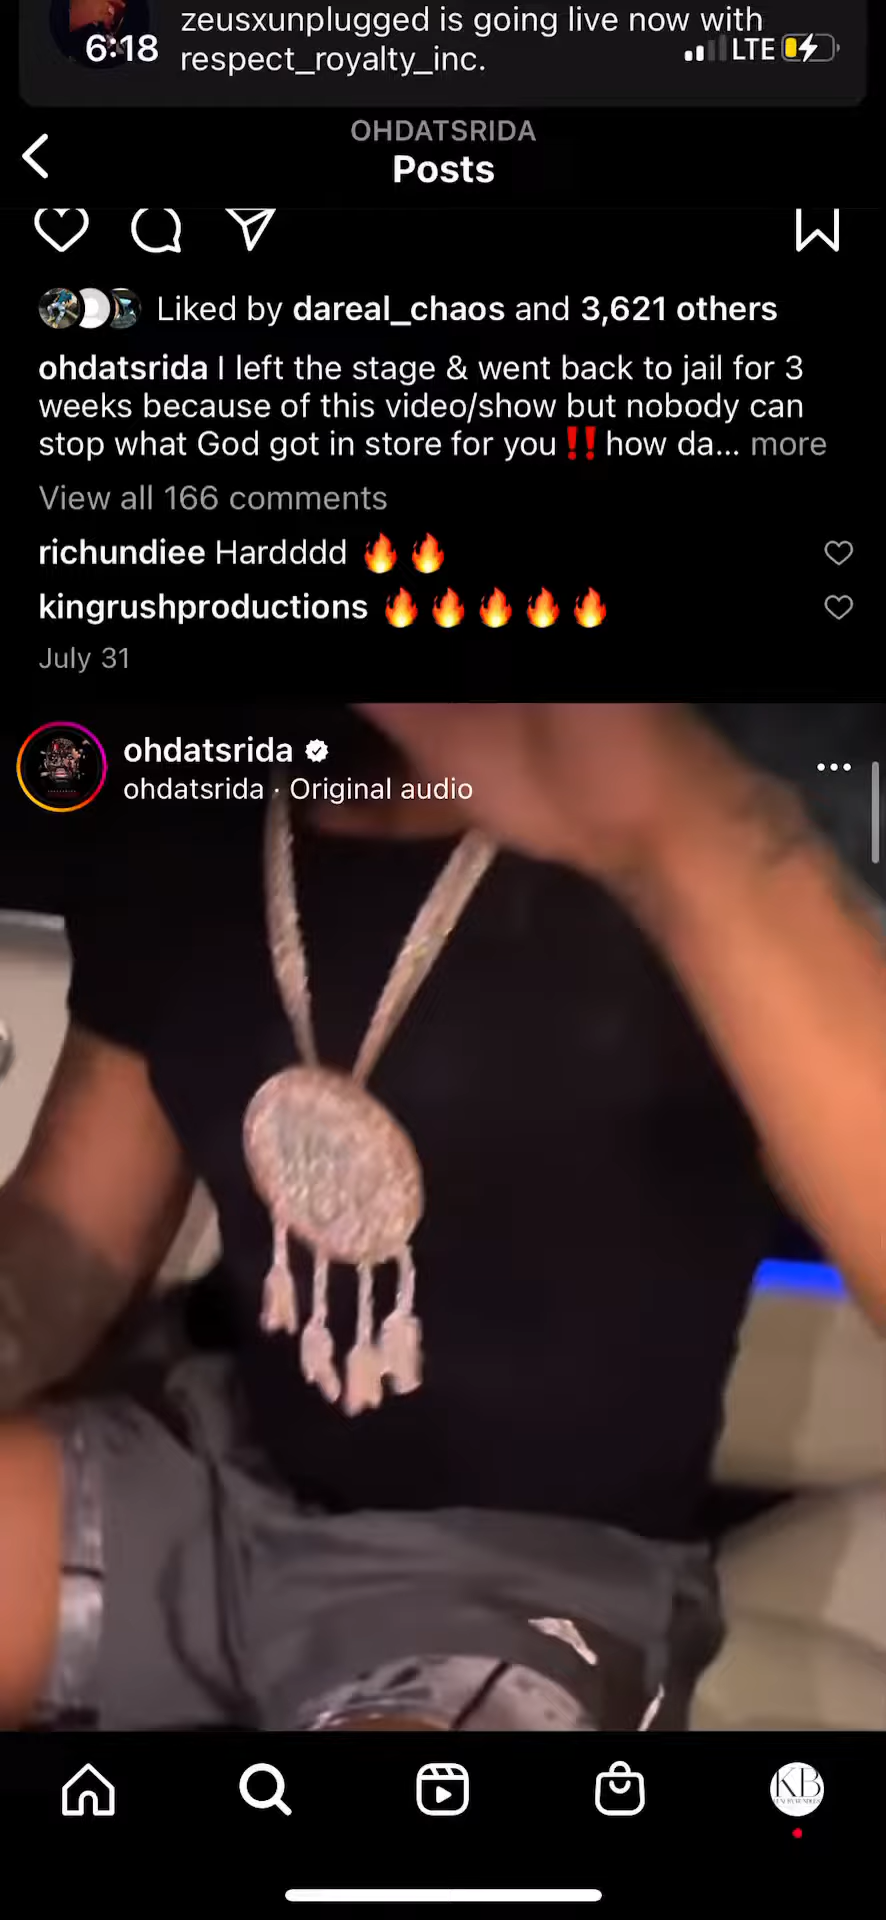 zeusxunplugged is going live now with
6:18 respect_royalty_inc. LTE
OHDATSRIDA
Posts
Liked by dareal_chaos and 3,621 others
ohdatsrida I left the stage & went back to jail for 3
weeks because of this video/show but nobody can
stop what God got in store for you‼️how da... more
View all 166 comments
richundiee Hardddd 🔥🔥
kingrushproductions 🔥🔥🔥🔥🔥
July 31
ohdatsrida
ohdatsrida · Original audio
KB